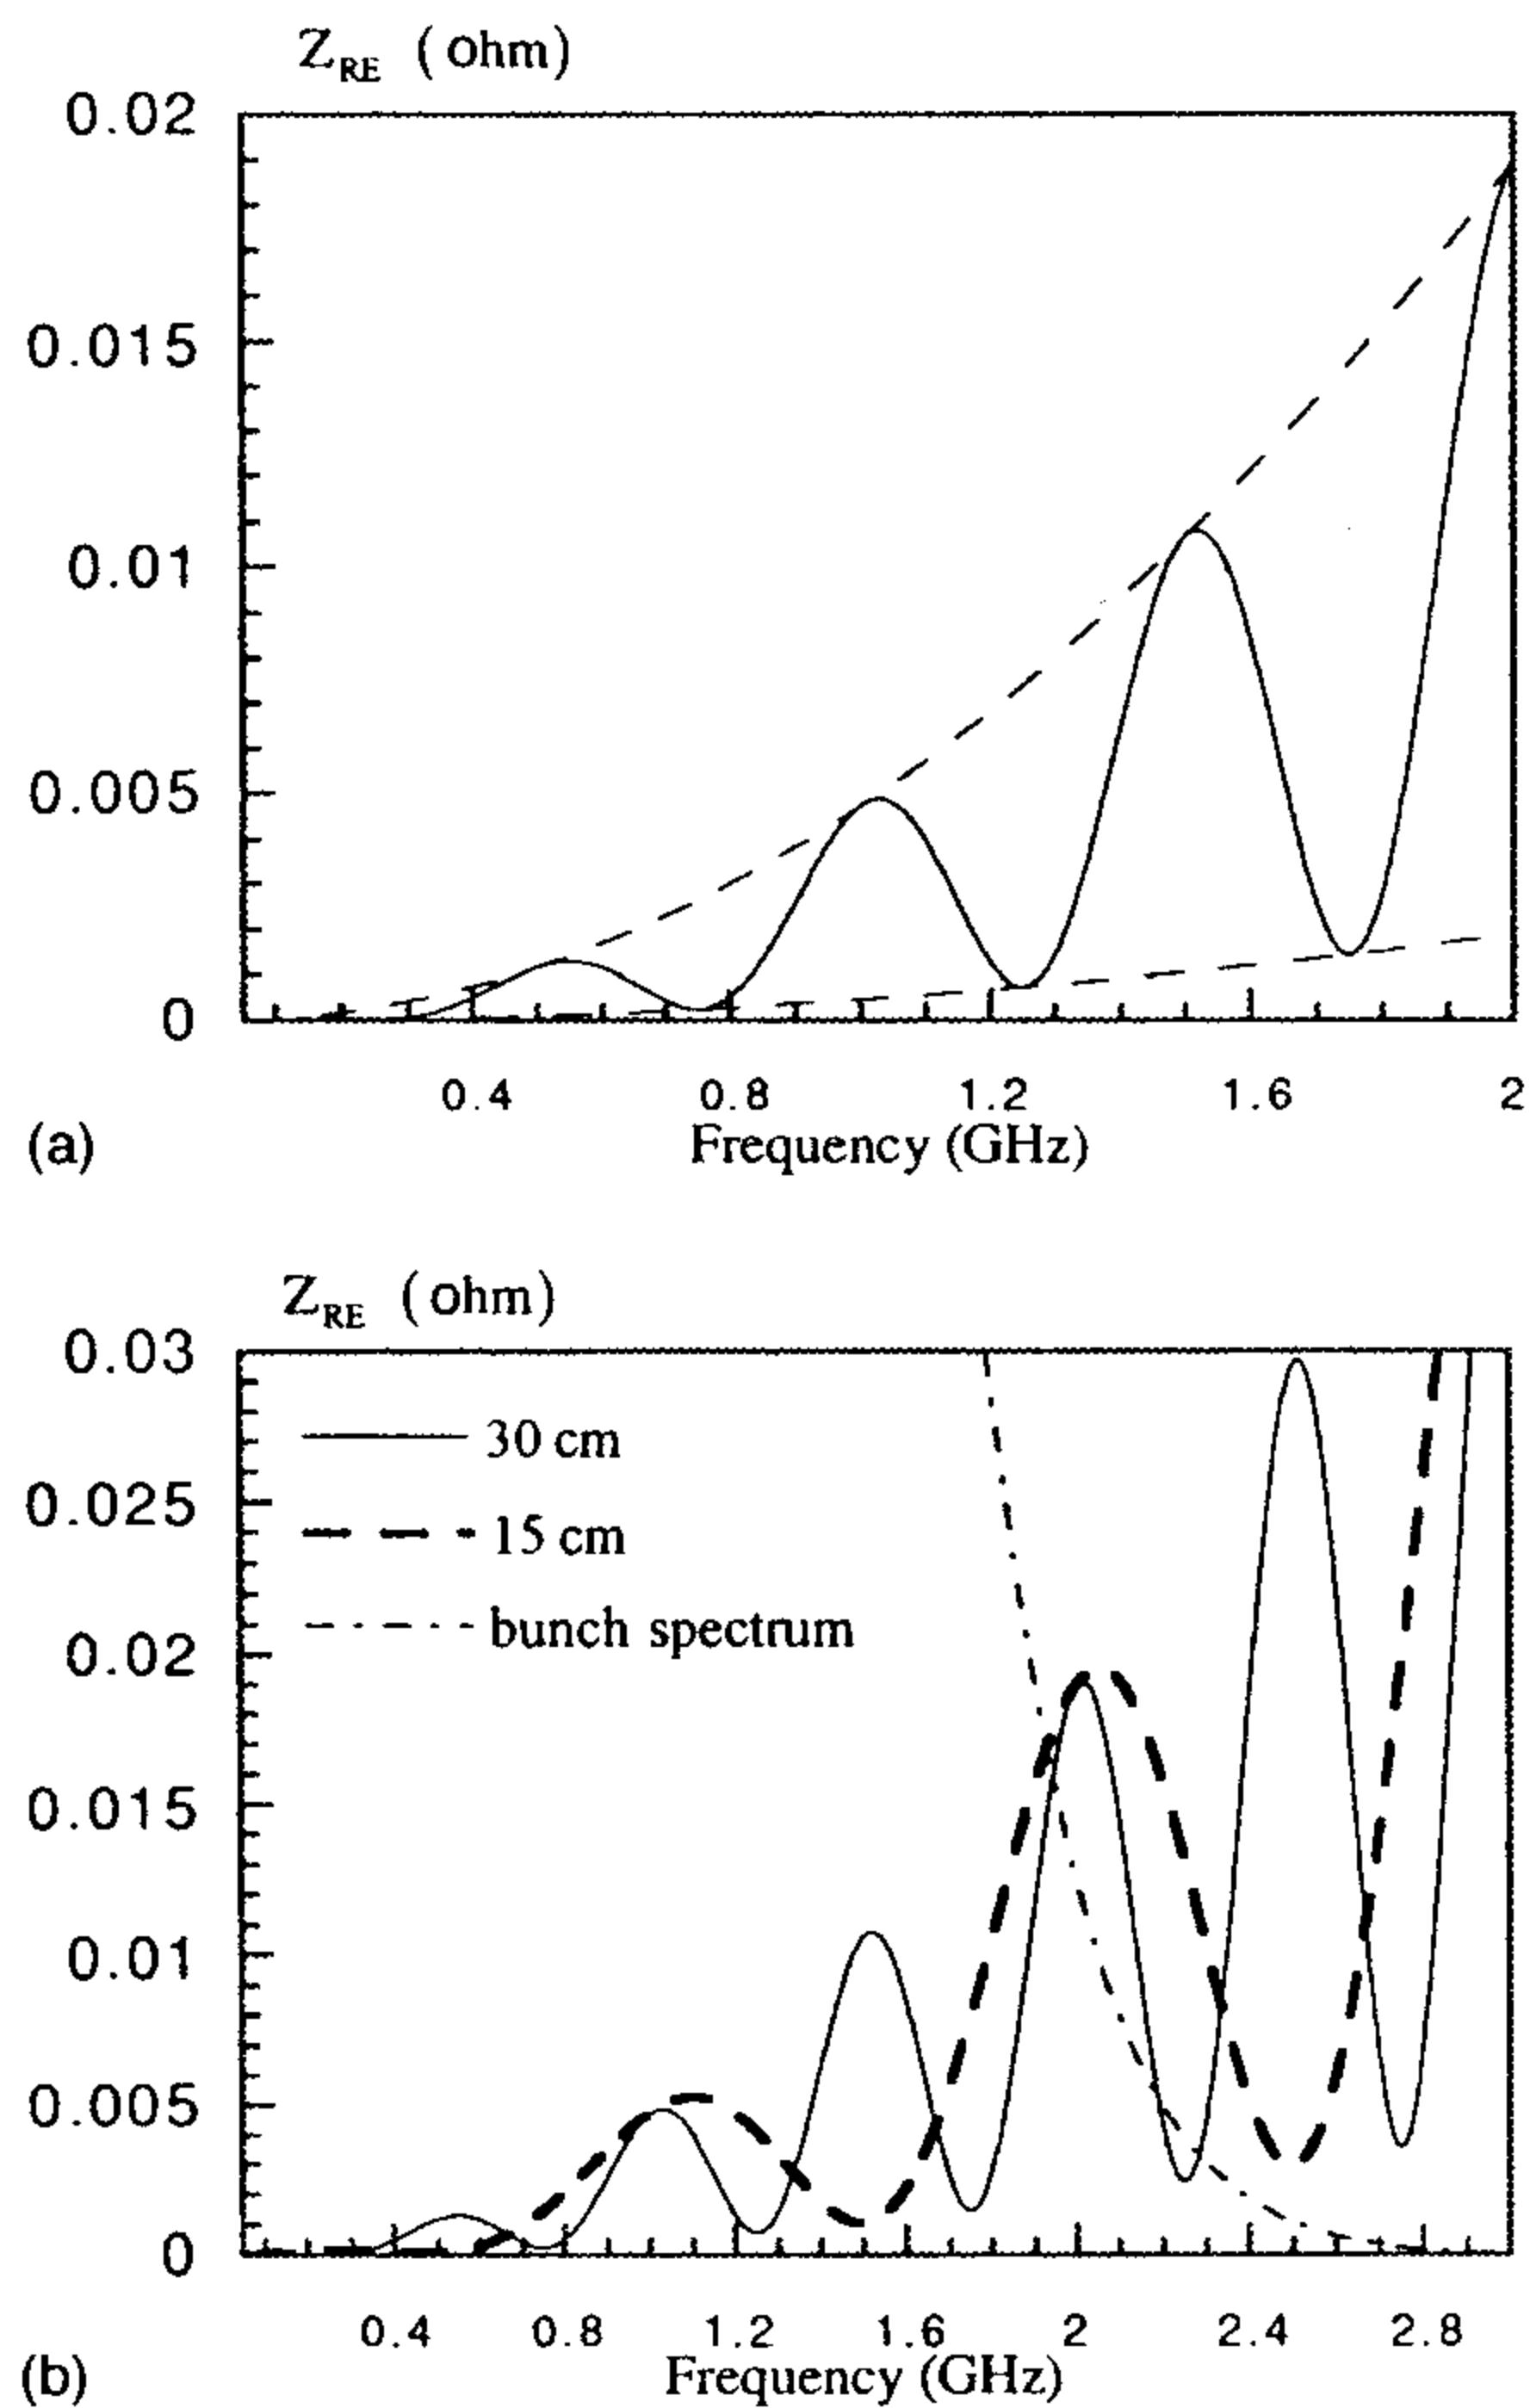 Z_RE (ohm)
0.02
0.015
0.01
0.005
0
0.4 0.8 1.2 1.6 2
(a) Frequency (GHz)
Z_RE (ohm)
0.03
30 cm
0.025
15 cm
bunch spectrum
0.02
0.015
0.01
0.005
0
0.4 0.8 1.2 1.6 2 2.4 2.8
(b) Frequency (GHz)